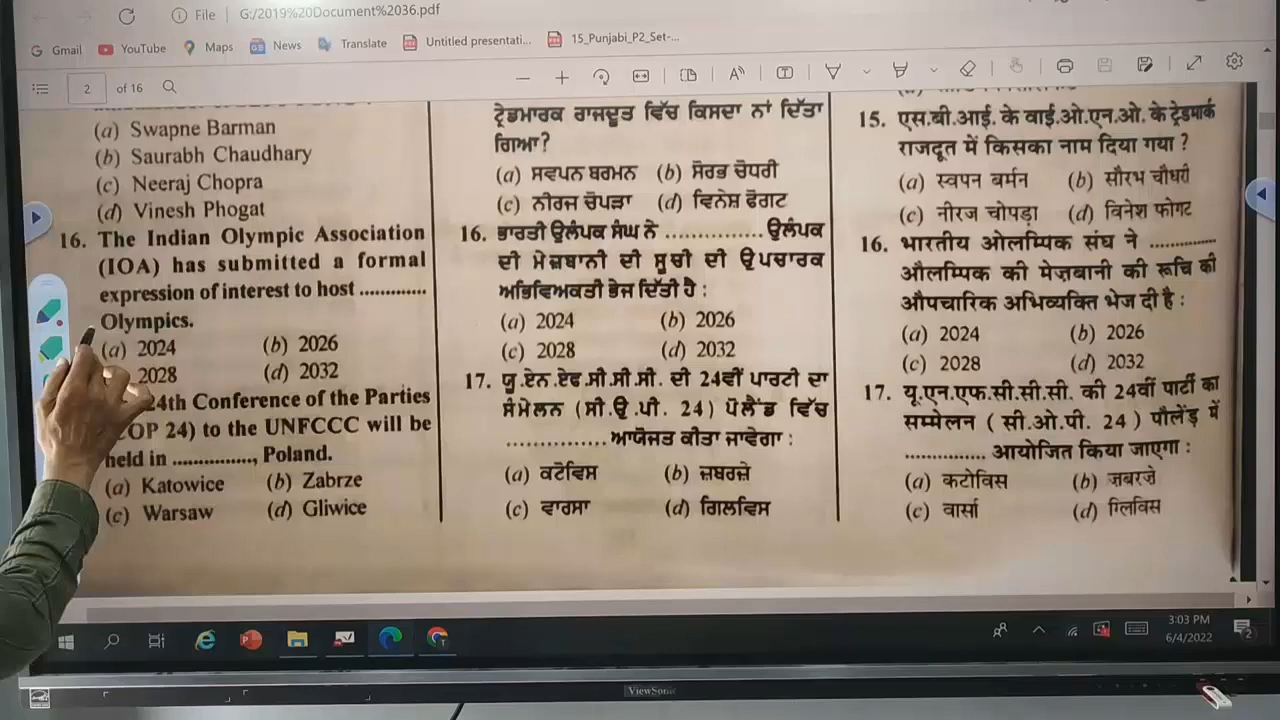 File | G:/2019%20Document%2036.pdf
Gmail YouTube Maps News Translate Untitled presentati... 15_Punjabi_P2_Set-...
2 of 16
(a) Swapne Barman
(b) Saurabh Chaudhary
(c) Neeraj Chopra
(d) Vinesh Phogat
16. The Indian Olympic Association
(IOA) has submitted a formal
expression of interest to host .............
Olympics.
(a) 2024 (b) 2026
2028 (d) 2032
24th Conference of the Parties
OP 24) to the UNFCCC will be
held in ..............., Poland.
(a) Katowice (b) Zabrze
(c) Warsaw (d) Gliwice
ਟ੍ਰੇਡਮਾਰਕ ਰਾਜਦੂਤ ਵਿੱਚ ਕਿਸਦਾ ਨਾਂ ਦਿੱਤਾ
ਗਿਆ?
(a) ਸਵਪਨ ਬਰਮਨ (b) ਸੌਰਭ ਚੌਧਰੀ
(c) ਨੀਰਜ ਚੋਪੜਾ (d) ਵਿਨੇਸ਼ ਫੋਗਟ
16. ਭਾਰਤੀ ਉਲੰਪਕ ਸੰਘ ਨੇ ............... ਉਲੰਪਕ
ਦੀ ਮੇਜ਼ਬਾਨੀ ਦੀ ਸੂਚੀ ਦੀ ਉਪਚਾਰਕ
ਅਭਿਵਿਅਕਤੀ ਭੇਜ ਦਿੱਤੀ ਹੈ :
(a) 2024 (b) 2026
(c) 2028 (d) 2032
17. ਯੂ.ਏਨ.ਏਫ.ਸੀ.ਸੀ.ਸੀ. ਦੀ 24ਵੀਂ ਪਾਰਟੀ ਦਾ
ਸੰਮੇਲਨ (ਸੀ.ਉ.ਪੀ. 24) ਪੋਲੈਂਡ ਵਿੱਚ
............... ਆਯੋਜਤ ਕੀਤਾ ਜਾਵੇਗਾ :
(a) ਕਟੋਵਿਸ (b) ਜ਼ਬਰਜ਼ੇ
(c) ਵਾਰਸਾ (d) ਗਿਲਵਿਸ
15. एस.बी.आई. के वाई.ओ.एन.ओ. के ट्रेडमार्क
राजदूत में किसका नाम दिया गया ?
(a) स्वपन बर्मन (b) सौरभ चौधरी
(c) नीरज चोपड़ा (d) विनेश फोगट
16. भारतीय ओलम्पिक संघ ने ...............
औलम्पिक की मेज़बानी की रूचि की
औपचारिक अभिव्यक्ति भेज दी है :
(a) 2024 (b) 2026
(c) 2028 (d) 2032
17. यू.एन.एफ.सी.सी.सी. की 24वीं पार्टी का
सम्मेलन ( सी.ओ.पी. 24 ) पौलेंड में
............... आयोजित किया जाएगा :
(a) कटोविस (b) ज़बरजे
(c) वार्सा (d) ग्लिविस
3:03 PM
6/4/2022
ViewSonic